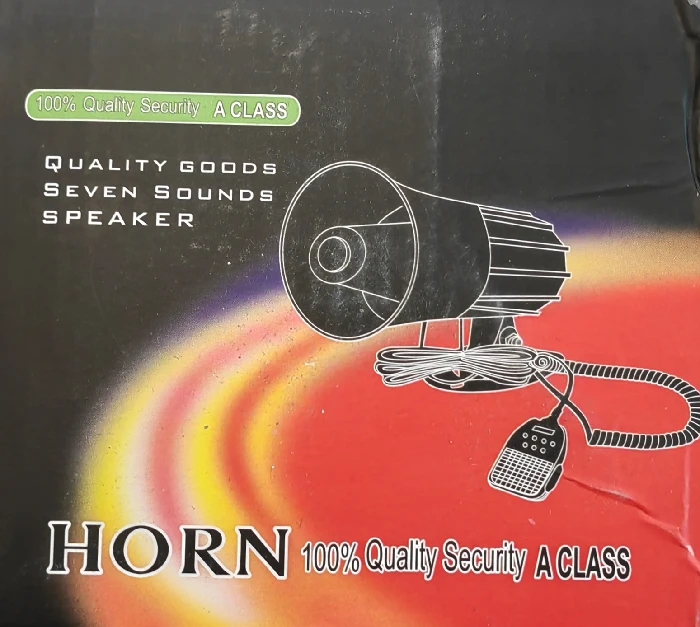 100% Quality Security A CLASS
QUALITY GOODS
SEVEN SOUNDS
SPEAKER
HORN 100% Quality Security A CLASS